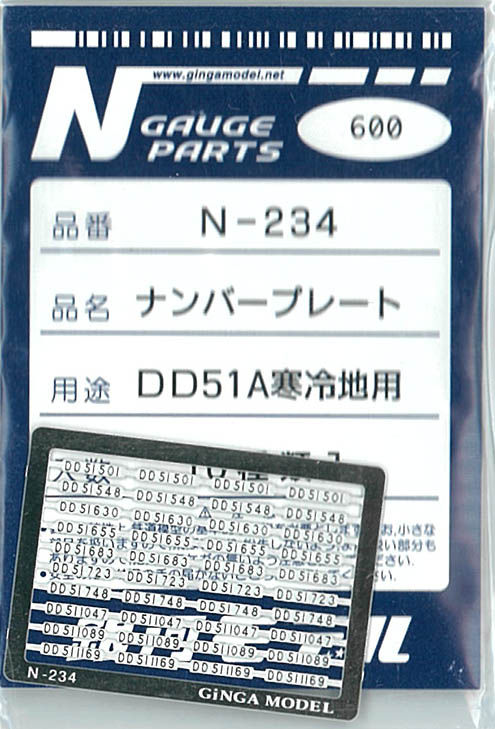 www.gingamodel.net
N GAUGE PARTS
600
品番 N-234
品名 ナンバープレート
用途 DD51A寒冷地用
DD51501 DD51501 DD51501 DD51501
DD51548 DD51548 DD51548 DD51548
DD51630 DD51630 DD51630 DD51630
DD51655 DD51655 DD51655 DD51655
DD51683 DD51683 DD51683 DD51683
DD51723 DD51723 DD51723 DD51723
DD51748 DD51748 DD51748 DD51748
DD511047 DD511047 DD511047 DD511047
DD511089 DD511089 DD511089 DD511089
DD511169 DD511169 DD511169 DD511169
N-234
GiNGA MODEL